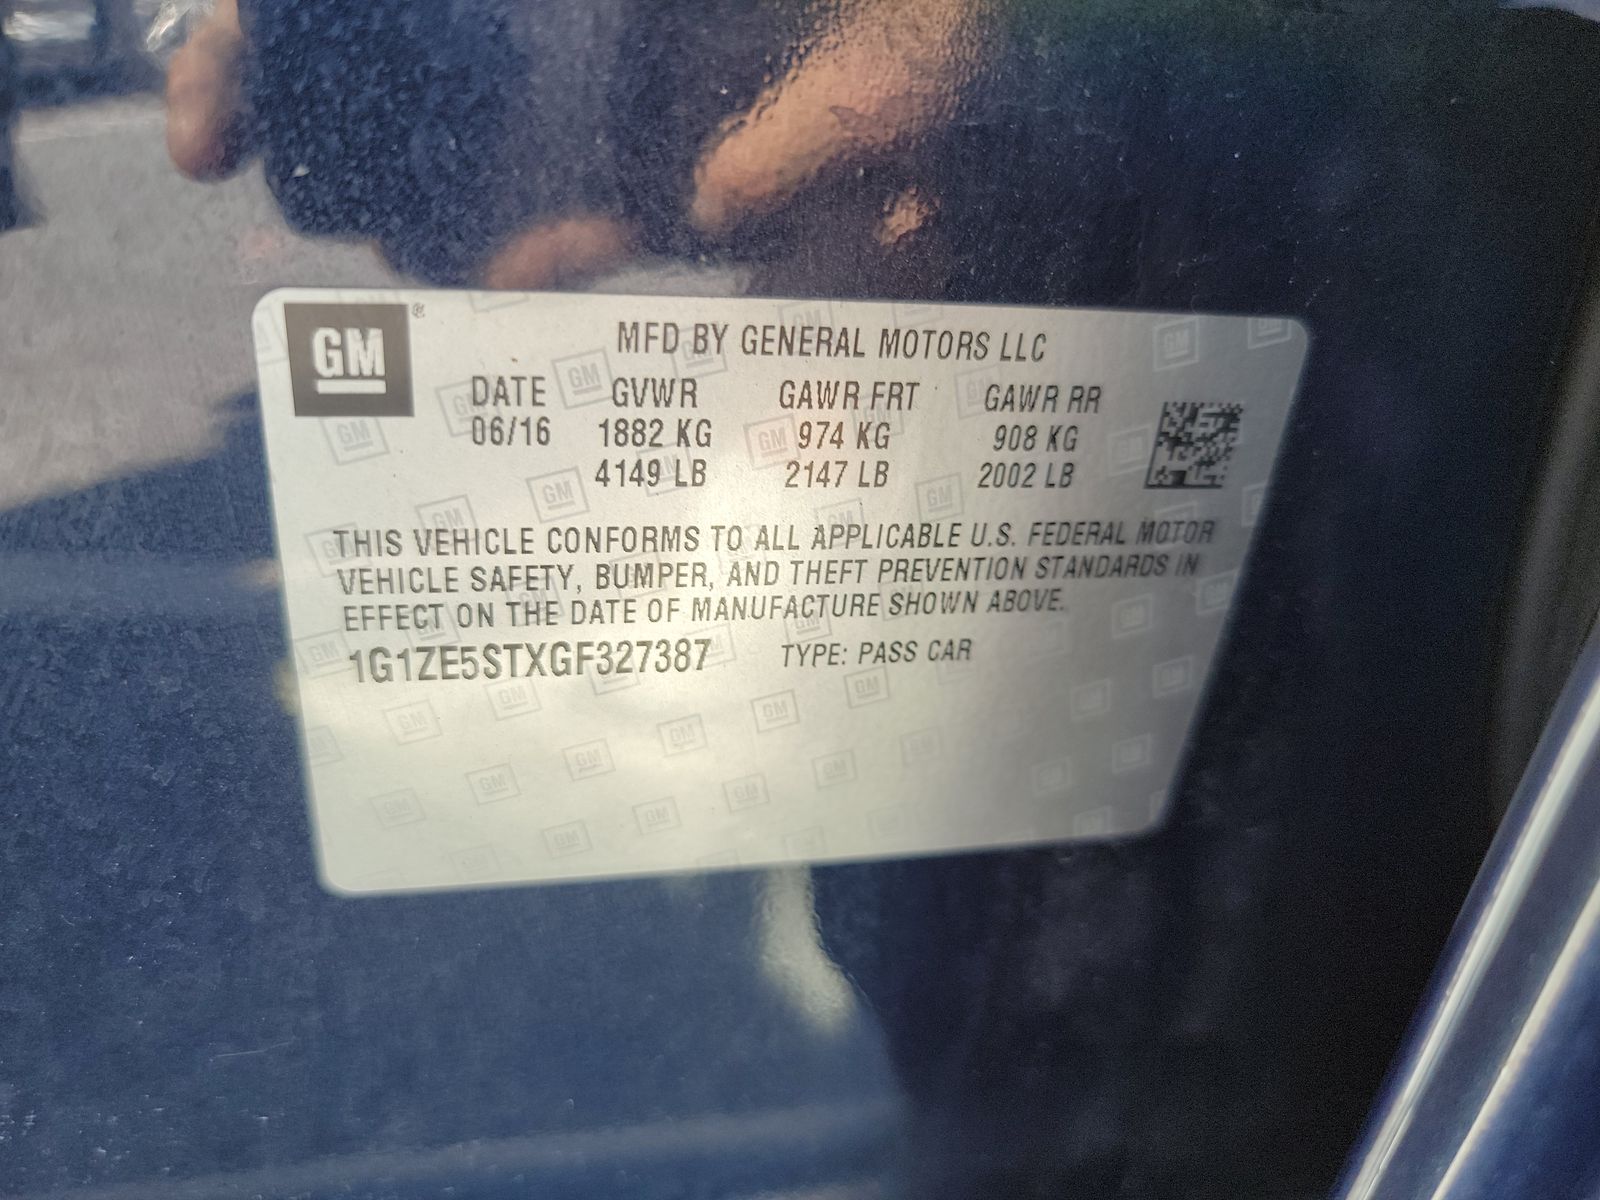 GM ®
MFD BY GENERAL MOTORS LLC
DATE GVWR GAWR FRT GAWR RR
06/16 1882 KG 974 KG 908 KG
4149 LB 2147 LB 2002 LB
THIS VEHICLE CONFORMS TO ALL APPLICABLE U.S. FEDERAL MOTOR
VEHICLE SAFETY, BUMPER, AND THEFT PREVENTION STANDARDS IN
EFFECT ON THE DATE OF MANUFACTURE SHOWN ABOVE.
1G1ZE5STXGF327387 TYPE: PASS CAR